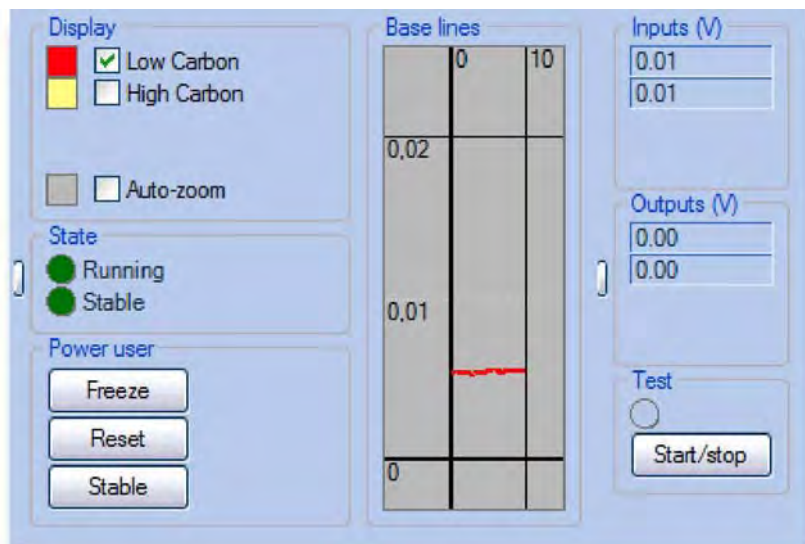 Display
Low Carbon
High Carbon
Auto-zoom
State
Running
Stable
Power user
Freeze
Reset
Stable
Base lines
0 10
0,02
0,01
0
Inputs (V)
0.01
0.01
Outputs (V)
0.00
0.00
Test
Start/stop